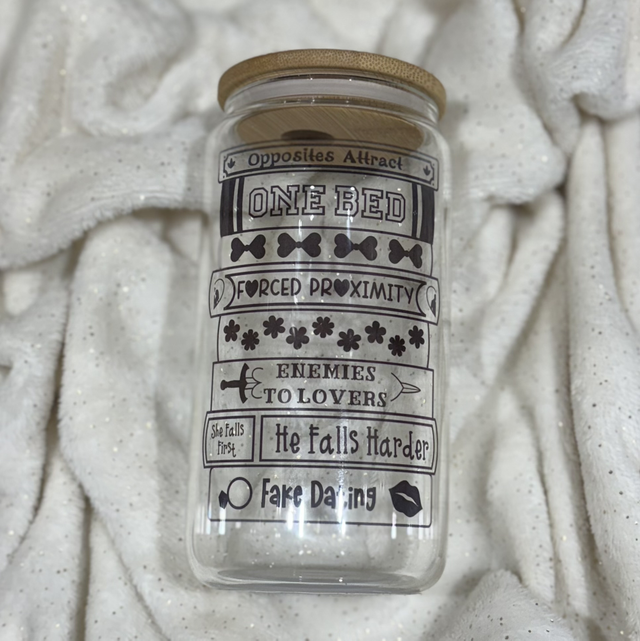 Opposites Attract
ONE BED
FORCED PROXIMITY
ENEMIES
TO LOVERS
She Falls
First
He Falls Harder
Fake Dating